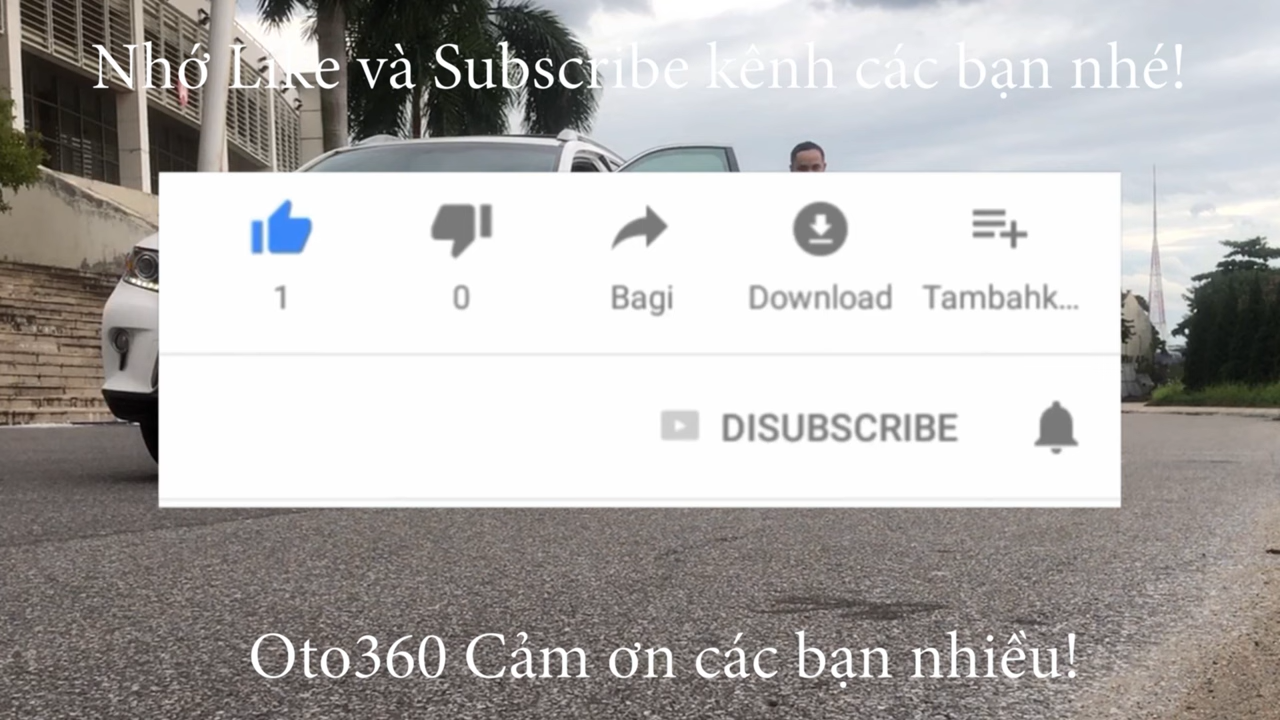 Nhớ Like và Subscribe kênh các bạn nhé!
1 0 Bagi Download Tambahk...
DISUBSCRIBE
Oto360 Cảm ơn các bạn nhiều!